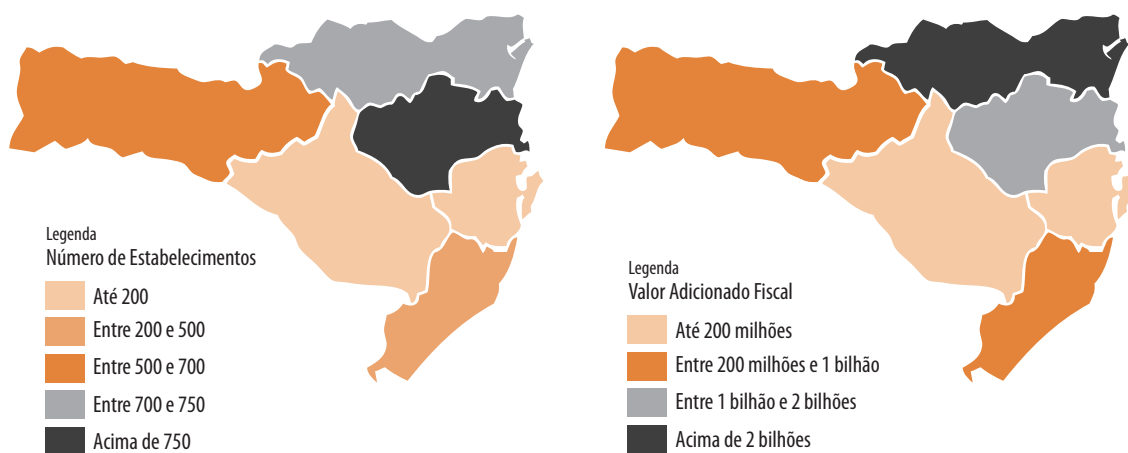 Legenda
Número de Estabelecimentos
Até 200
Entre 200 e 500
Entre 500 e 700
Entre 700 e 750
Acima de 750
Legenda
Valor Adicionado Fiscal
Até 200 milhões
Entre 200 milhões e 1 bilhão
Entre 1 bilhão e 2 bilhões
Acima de 2 bilhões